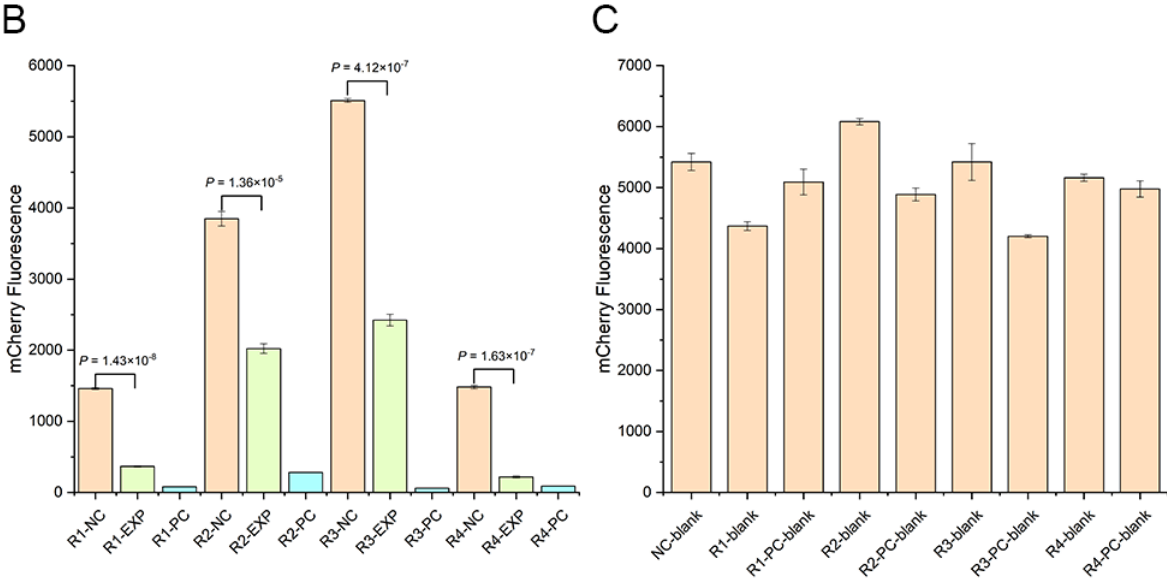 B
mCherry Fluorescence
6000
5000
4000
3000
2000
1000
0
P = 1.43×10-8
P = 1.36×10-5
P = 4.12×10-7
P = 1.63×10-7
R1-NC
R1-EXP
R1-PC
R2-NC
R2-EXP
R2-PC
R3-NC
R3-EXP
R3-PC
R4-NC
R4-EXP
R4-PC
C
mCherry Fluorescence
7000
6000
5000
4000
3000
2000
1000
0
NC-blank
R1-blank
R1-PC-blank
R2-blank
R2-PC-blank
R3-blank
R3-PC-blank
R4-blank
R4-PC-blank